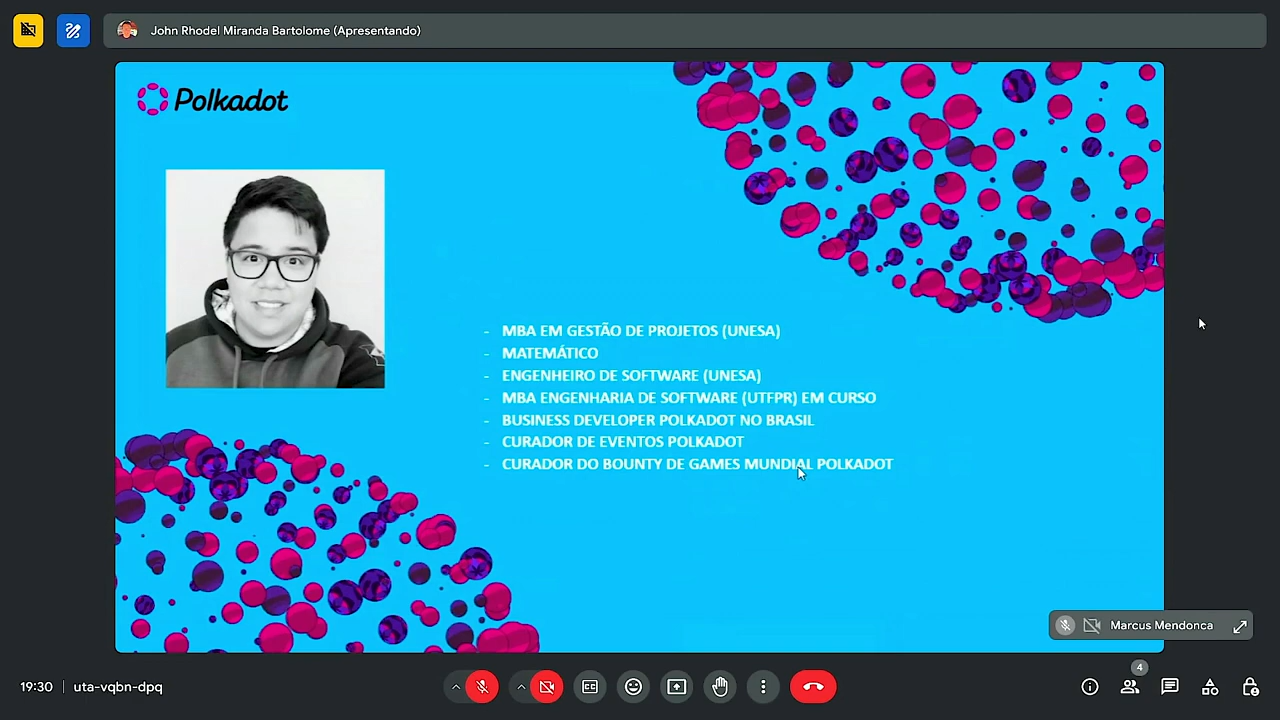 John Rhodel Miranda Bartolome (Apresentando)
Polkadot
- MBA EM GESTÃO DE PROJETOS (UNESA)
- MATEMÁTICO
- ENGENHEIRO DE SOFTWARE (UNESA)
- MBA ENGENHARIA DE SOFTWARE (UTFPR) EM CURSO
- BUSINESS DEVELOPER POLKADOT NO BRASIL
- CURADOR DE EVENTOS POLKADOT
- CURADOR DO BOUNTY DE GAMES MUNDIAL POLKADOT
Marcus Mendonca
4
19:30 | uta-vqbn-dpq